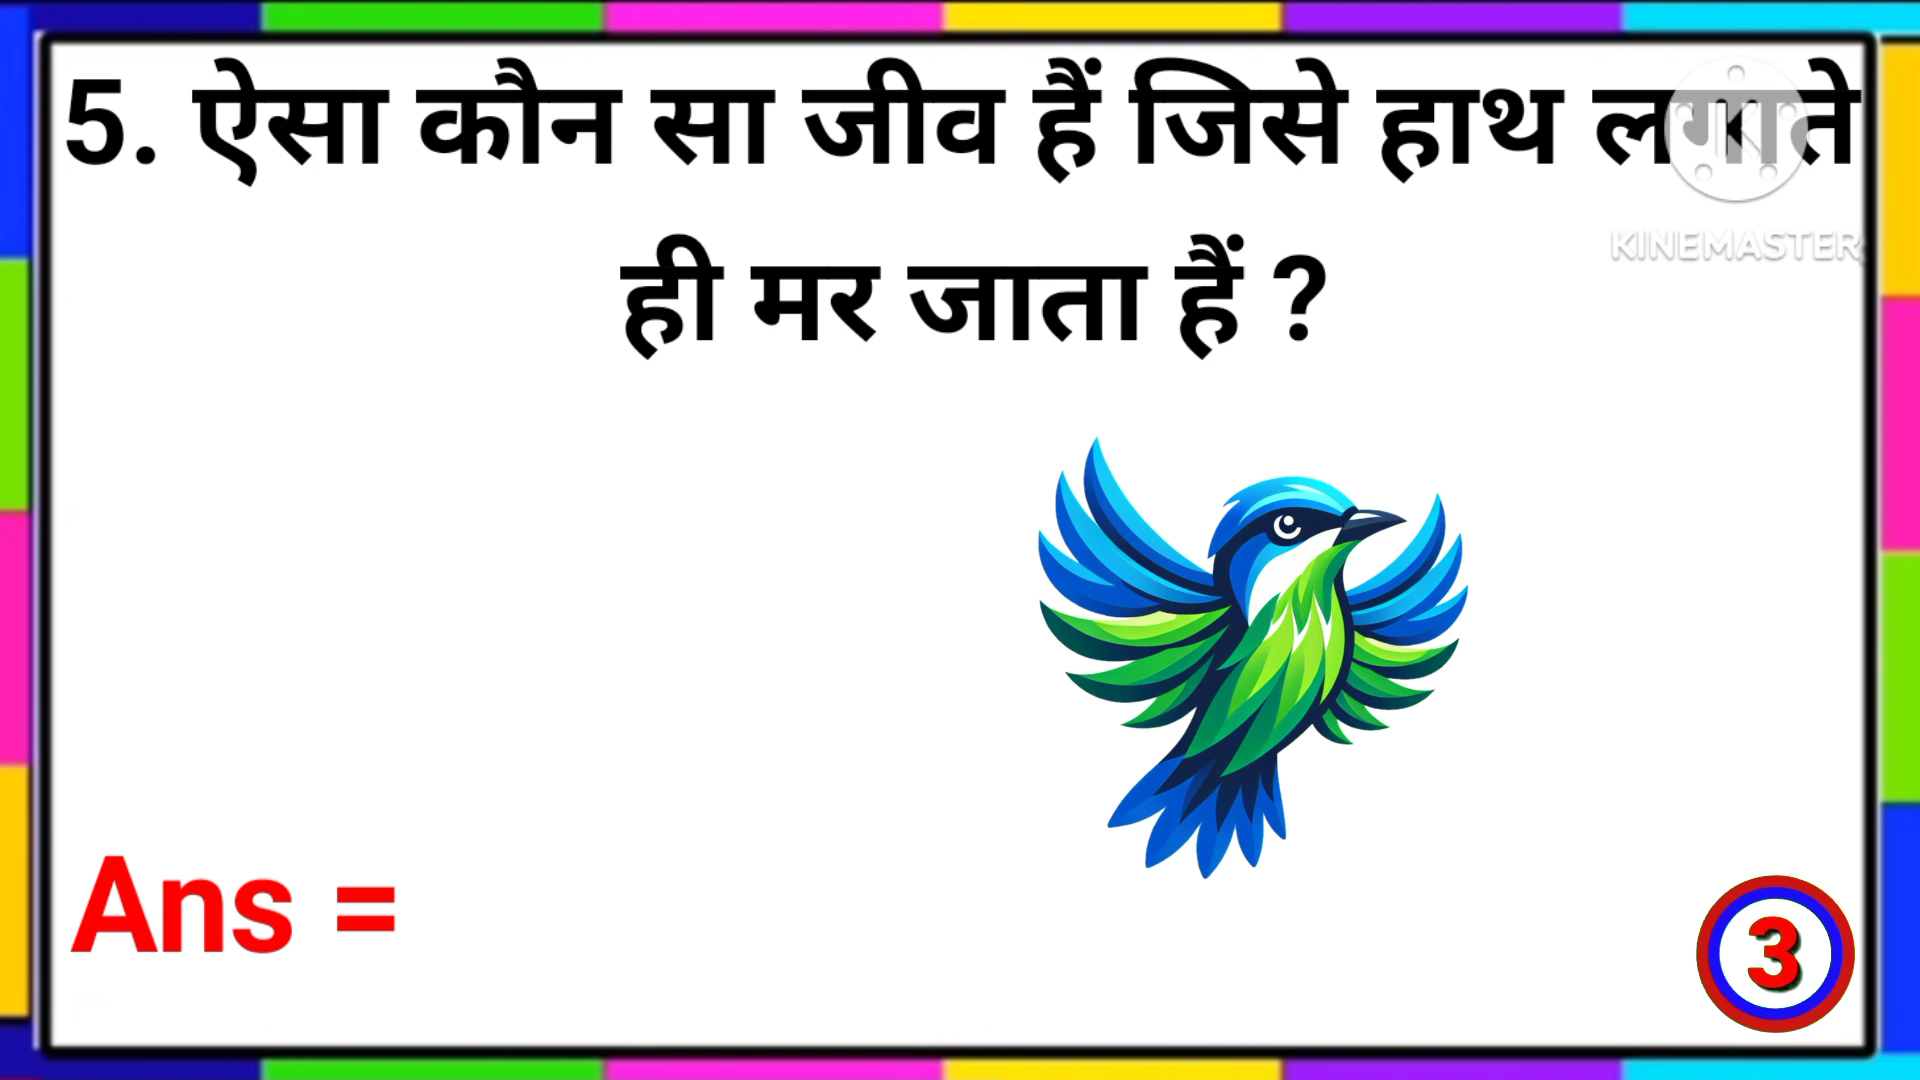 5. ऐसा कौन सा जीव हैं जिसे हाथ लगाते
ही मर जाता हैं ?
KINEMASTER
Ans =
3